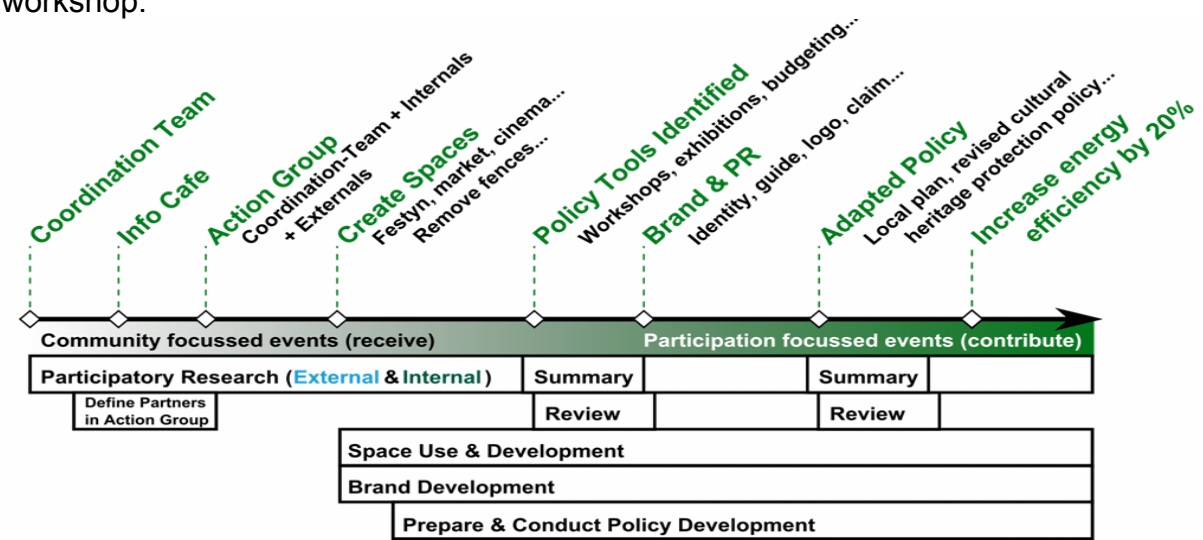 workshop.
Coordination Team
Info Cafe
Action Group
Coordination-Team + Internals
+ Externals
Create Spaces
Festyn, market, cinema...
Remove fences...
Policy Tools Identified
Workshops, exhibitions, budgeting...
Brand & PR
Identity, guide, logo, claim...
Adapted Policy
Local plan, revised cultural
heritage protection policy...
Increase energy
efficiency by 20%
Community focussed events (receive)
Participation focussed events (contribute)
Participatory Research (External & Internal)
Summary
Summary
Define Partners
in Action Group
Review
Review
Space Use & Development
Brand Development
Prepare & Conduct Policy Development